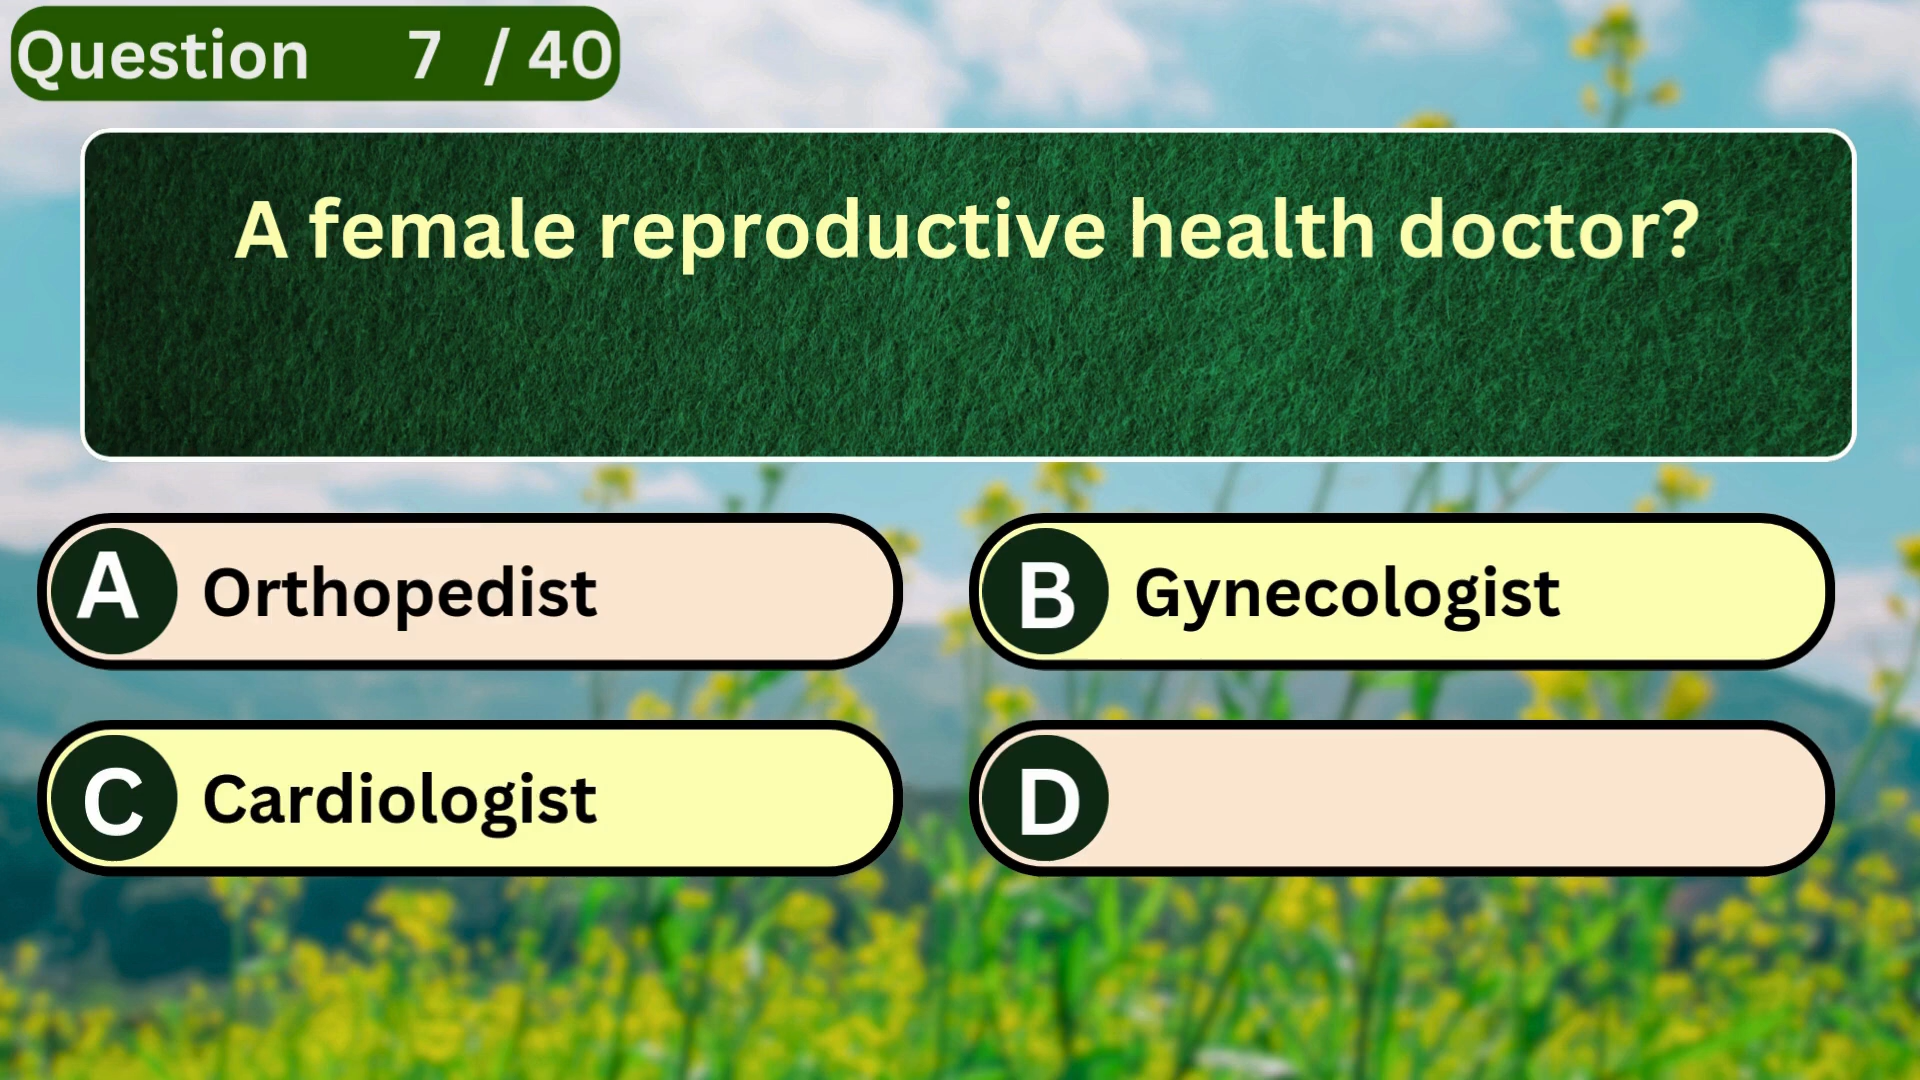 Question 7 / 40
A female reproductive health doctor?
A Orthopedist
B Gynecologist
C Cardiologist
D